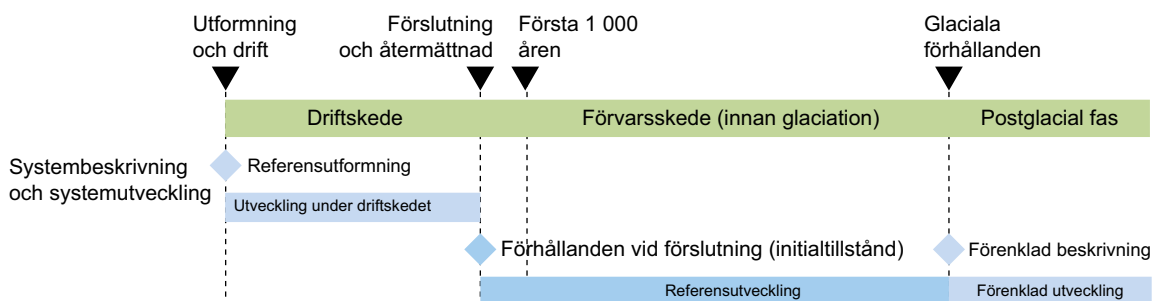 Utformning
och drift
Förslutning
och återmättnad
Första 1 000
åren
Glaciala
förhållanden
Driftskede
Förvarsskede (innan glaciation)
Postglacial fas
Systembeskrivning
och systemutveckling
Referensutformning
Utveckling under driftskedet
Förhållanden vid förslutning (initialtillstånd)
Förenklad beskrivning
Referensutveckling
Förenklad utveckling